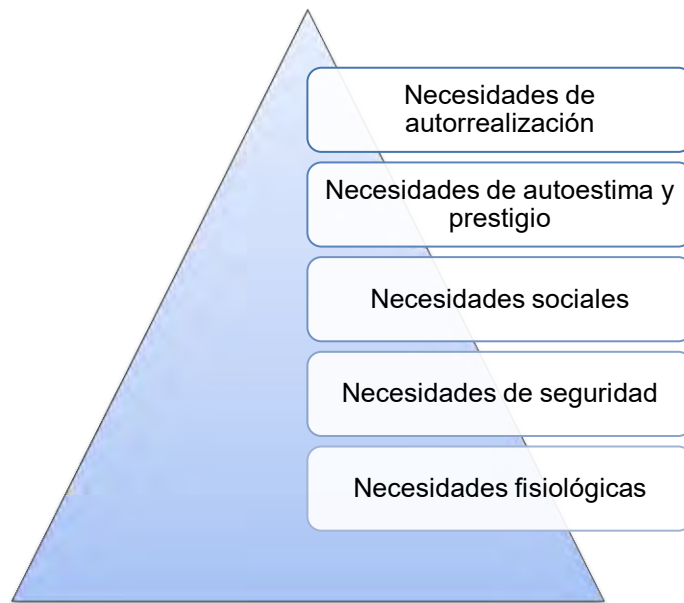 Necesidades de
autorrealización
Necesidades de autoestima y
prestigio
Necesidades sociales
Necesidades de seguridad
Necesidades fisiológicas